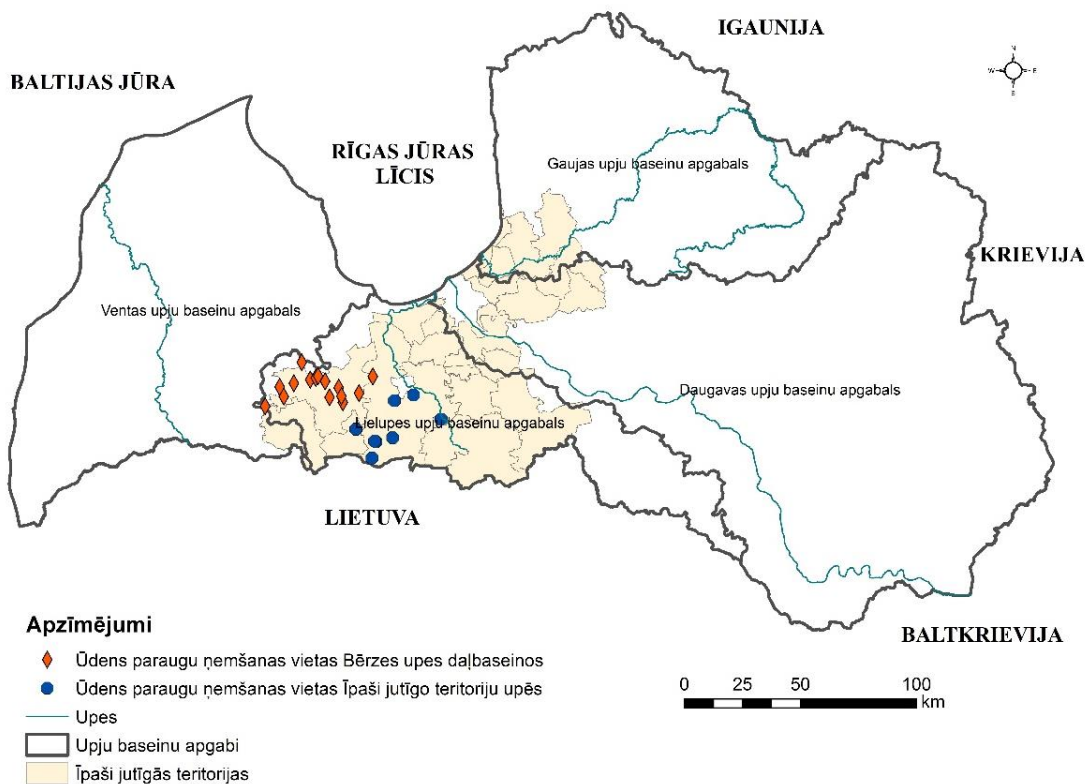 IGAUNIJA
BALTIJAS JŪRA
N
W E
S
RĪGAS JŪRAS
LĪCIS
Gaujas upju baseinu apgabals
KRIEVIJA
Ventas upju baseinu apgabals
Daugavas upju baseinu apgabals
Lielupes upju baseinu apgabals
LIETUVA
BALTKRIEVIJA
Apzīmējumi
Ūdens paraugu ņemšanas vietas Bērzes upes daļbaseinos
Ūdens paraugu ņemšanas vietas Īpaši jutīgo teritoriju upēs
Upes
Upju baseinu apgabi
Īpaši jutīgās teritorijas
0 25 50 100
km